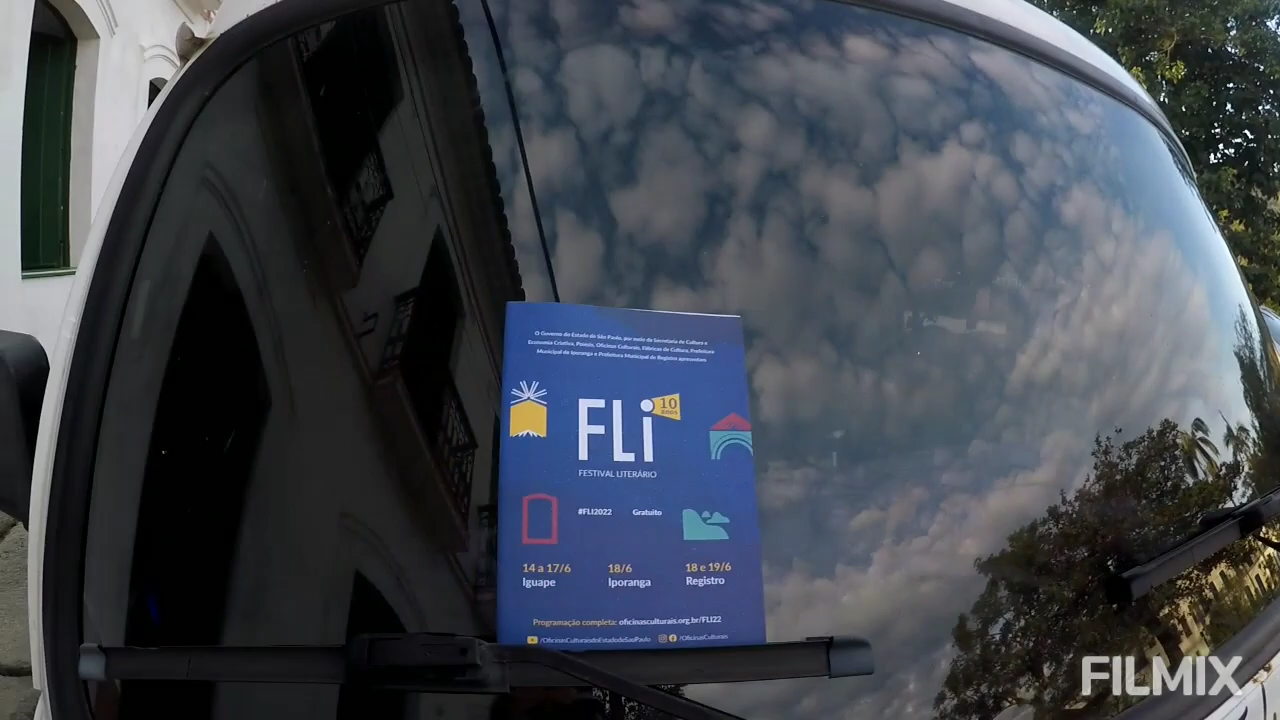 O Governo do Estado de São Paulo, por meio da Secretaria de Cultura e
Economia Criativa, Poiesis, Oficinas Culturais, Fábricas de Cultura, Prefeitura
Municipal de Iporanga e Prefeitura Municipal de Registro apresentam
FLi
10
anos
FESTIVAL LITERÁRIO
#FLI2022 Gratuito
14 a 17/6 18/6 18 e 19/6
Iguape Iporanga Registro
Programação completa: oficinasculturais.org.br/FLI22
/OficinasCulturaisdoEstadodeSaoPaulo /OficinasCulturais
FILMIX